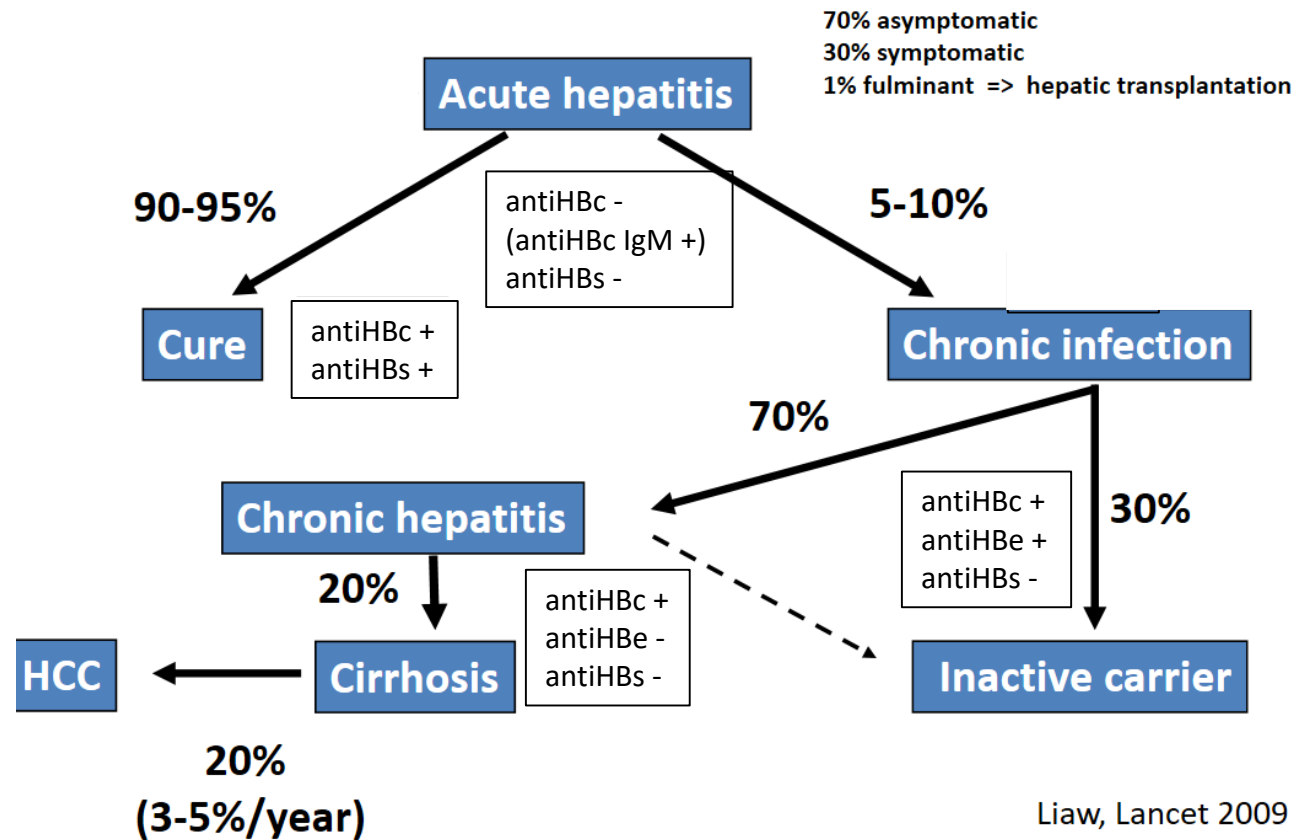 70% asymptomatic
30% symptomatic
1% fulminant => hepatic transplantation
Acute hepatitis
90-95%
antiHBc -
(antiHBc IgM +)
antiHBs -
5-10%
Cure
antiHBc +
antiHBs +
Chronic infection
70%
Chronic hepatitis
antiHBc +
antiHBe +
antiHBs -
30%
20%
antiHBc +
antiHBe -
antiHBs -
HCC
Cirrhosis
Inactive carrier
20%
(3-5%/year)
Liaw, Lancet 2009